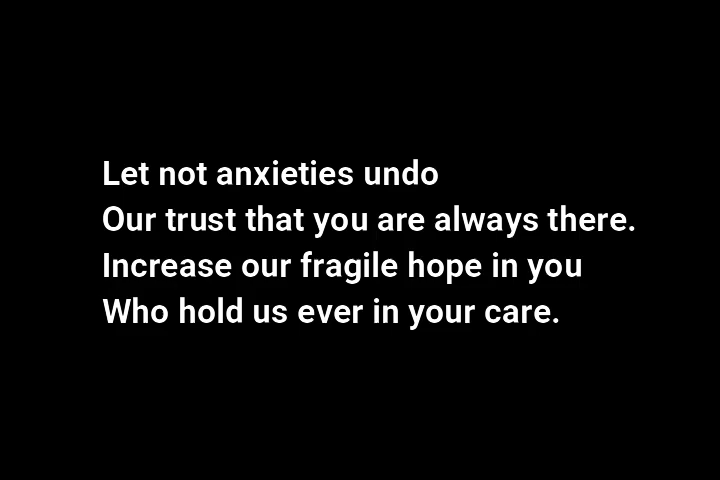 Let not anxieties undo
Our trust that you are always there.
Increase our fragile hope in you
Who hold us ever in your care.